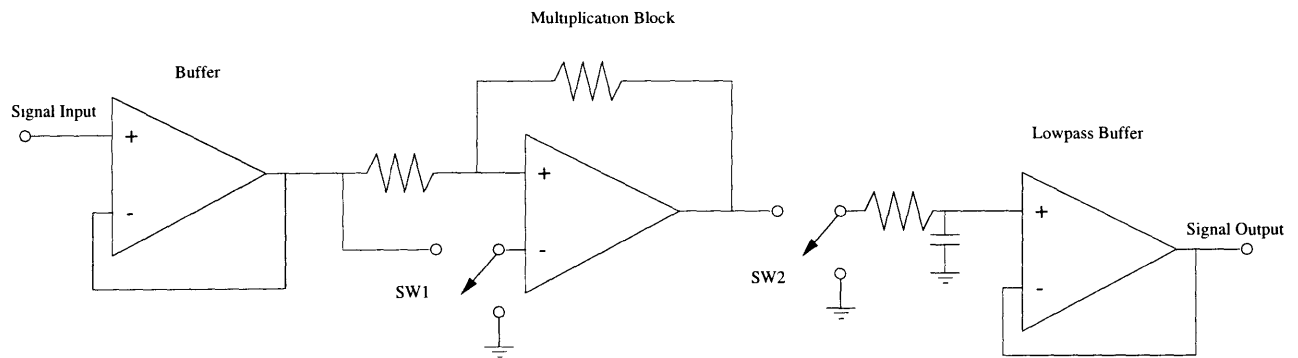 Multiplication Block
Buffer
Signal Input
+
-
+
-
SW1
SW2
Lowpass Buffer
+
-
Signal Output